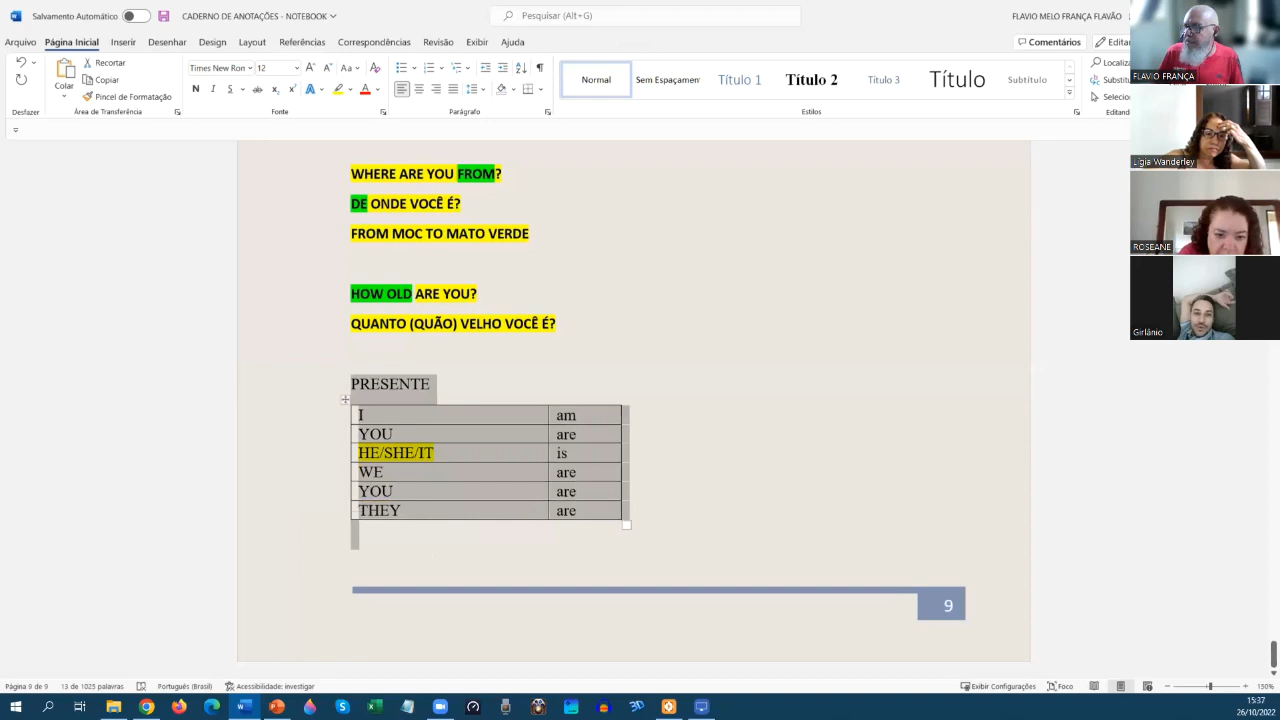 Salvamento Automático
CADERNO DE ANOTAÇÕES - NOTEBOOK
Pesquisar (Alt+G)
FLAVIO MELO FRANÇA FLAVÃO
Arquivo Página Inicial Inserir Desenhar Design Layout Referências Correspondências Revisão Exibir Ajuda
Comentários
Colar
Recortar
Copiar
Pincel de Formatação
Área de Transferência
Desfazer
Times New Ron 12
N I S
Fonte
Parágrafo
Normal Sem Espaçamen Título 1 Título 2 Título 3 Título Subtítulo
Estilos
WHERE ARE YOU FROM?
DE ONDE VOCÊ É?
FROM MOC TO MATO VERDE
HOW OLD ARE YOU?
QUANTO (QUÃO) VELHO VOCÊ É?
PRESENTE
I am
YOU are
HE/SHE/IT is
WE are
YOU are
THEY are
9
FLAVIO FRANÇA
Ligia Wanderley
ROSEANE
Girlânio
Página 9 de 9 13 de 1025 palavras Português (Brasil) Acessibilidade: investigar
Exibir Configurações Foco 150%
15:37
26/10/2022